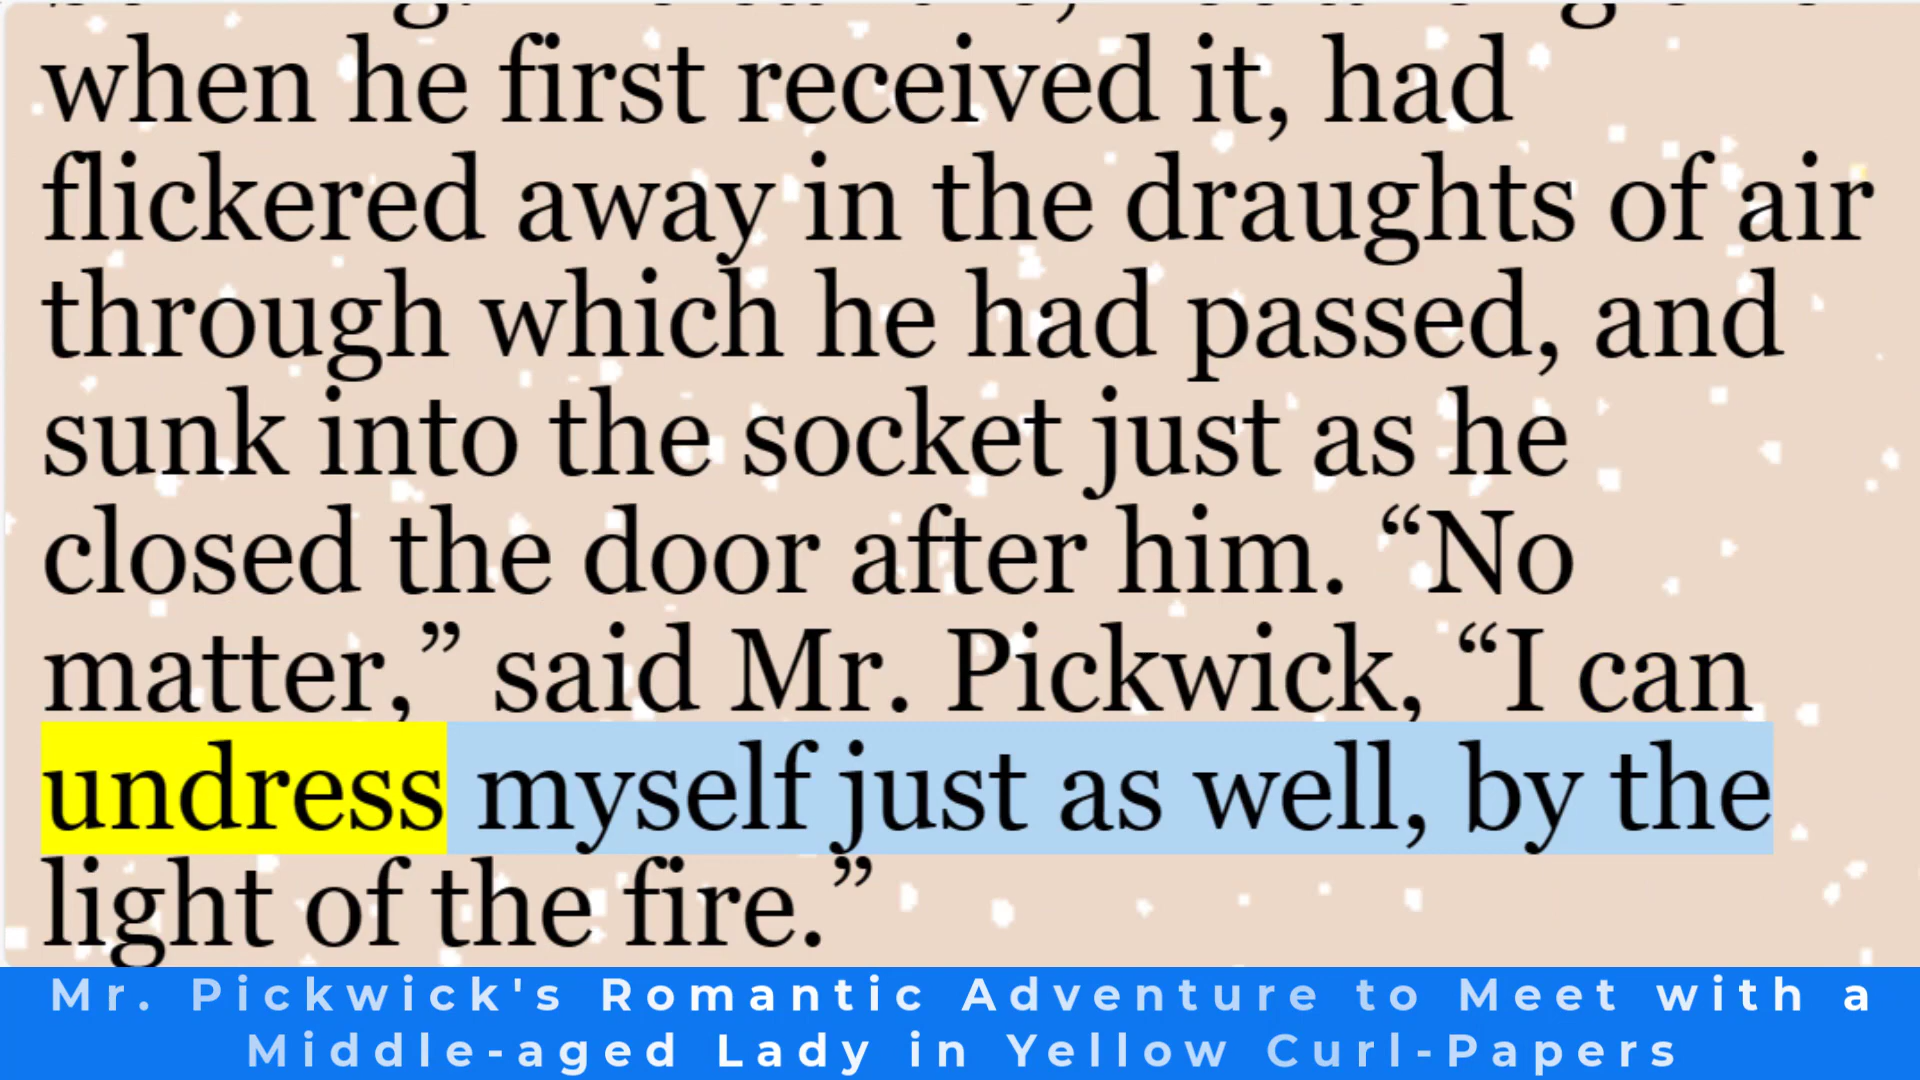 when he first received it, had
flickered away in the draughts of air
through which he had passed, and
sunk into the socket just as he
closed the door after him. “No
matter,” said Mr. Pickwick, “I can
undress myself just as well, by the
light of the fire.”
Mr. Pickwick's Romantic Adventure to Meet with a
Middle-aged Lady in Yellow Curl-Papers